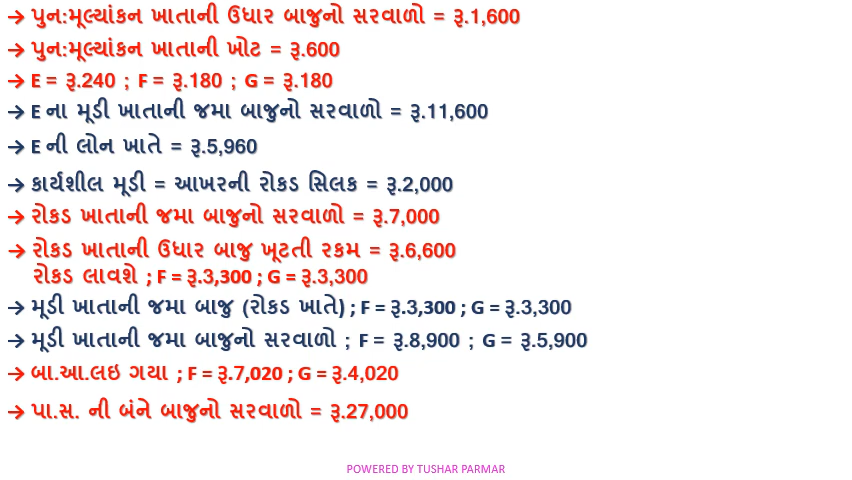 → પુન:મૂલ્યાંકન ખાતાની ઉધાર બાજુનો સરવાળો = રૂ.1,600
→ પુન:મૂલ્યાંકન ખાતાની ખોટ = રૂ.600
→ E = રૂ.240 ; F = રૂ.180 ; G = રૂ.180
→ E ના મૂડી ખાતાની જમા બાજુનો સરવાળો = રૂ.11,600
→ E ની લોન ખાતે = રૂ.5,960
→ કાર્યશીલ મૂડી = આખરની રોકડ સિલક = રૂ.2,000
→ રોકડ ખાતાની જમા બાજુનો સરવાળો = રૂ.7,000
→ રોકડ ખાતાની ઉધાર બાજુ ખૂટતી રકમ = રૂ.6,600
રોકડ લાવશે ; F = રૂ.3,300 ; G = રૂ.3,300
→ મૂડી ખાતાની જમા બાજુ (રોકડ ખાતે) ; F = રૂ.3,300 ; G = રૂ.3,300
→ મૂડી ખાતાની જમા બાજુનો સરવાળો ; F = રૂ.8,900 ; G = રૂ.5,900
→ બા.આ.લઇ ગયા ; F = રૂ.7,020 ; G = રૂ.4,020
→ પા.સ. ની બંને બાજુનો સરવાળો = રૂ.27,000
POWERED BY TUSHAR PARMAR